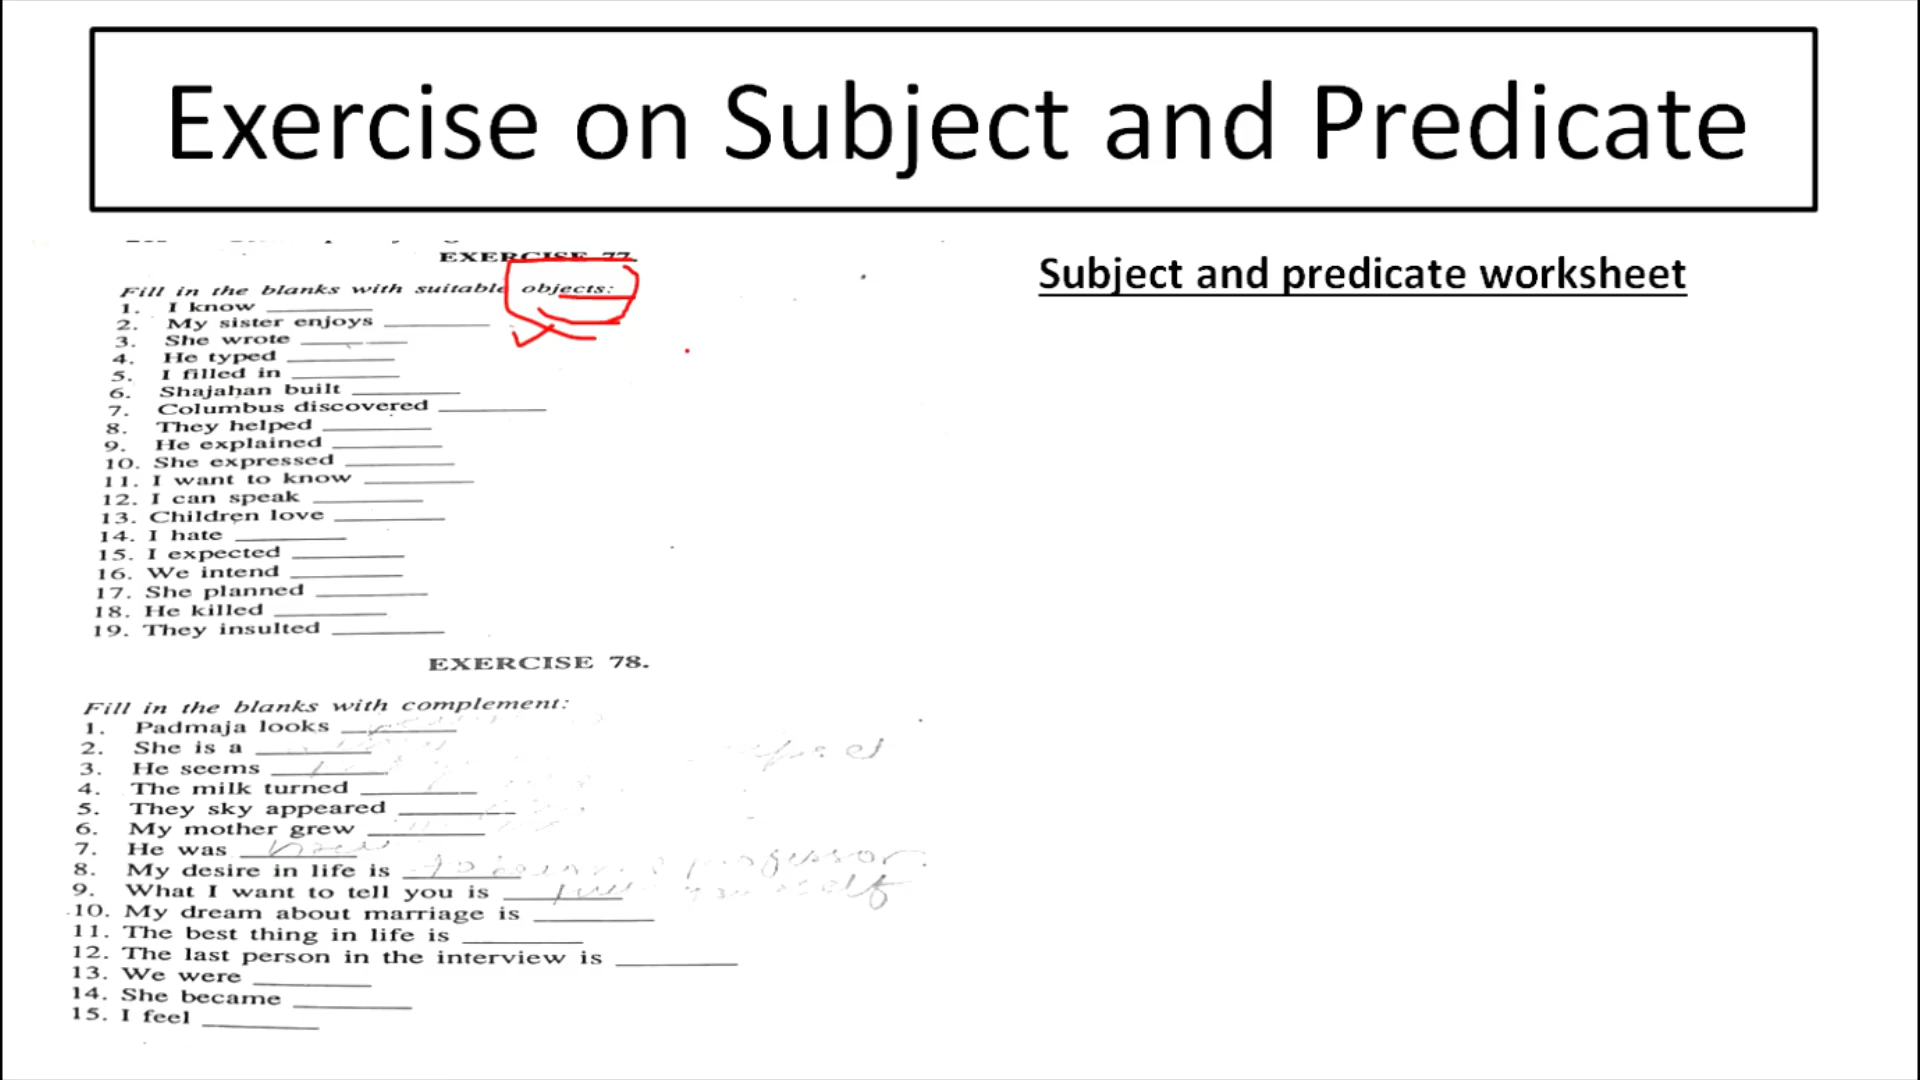 Exercise on Subject and Predicate
EXERCISE 77.
Fill in the blanks with suitable objects:
1. I know
2. My sister enjoys
3. She wrote
4. He typed
5. I filled in
6. Shajahan built
7. Columbus discovered
8. They helped
9. He explained
10. She expressed
11. I want to know
12. I can speak
13. Children love
14. I hate
15. I expected
16. We intend
17. She planned
18. He killed
19. They insulted
EXERCISE 78.
Fill in the blanks with complement:
1. Padmaja looks
2. She is a
3. He seems
4. The milk turned
5. They sky appeared
6. My mother grew
7. He was
8. My desire in life is
9. What I want to tell you is
10. My dream about marriage is
11. The best thing in life is
12. The last person in the interview is
13. We were
14. She became
15. I feel
Subject and predicate worksheet